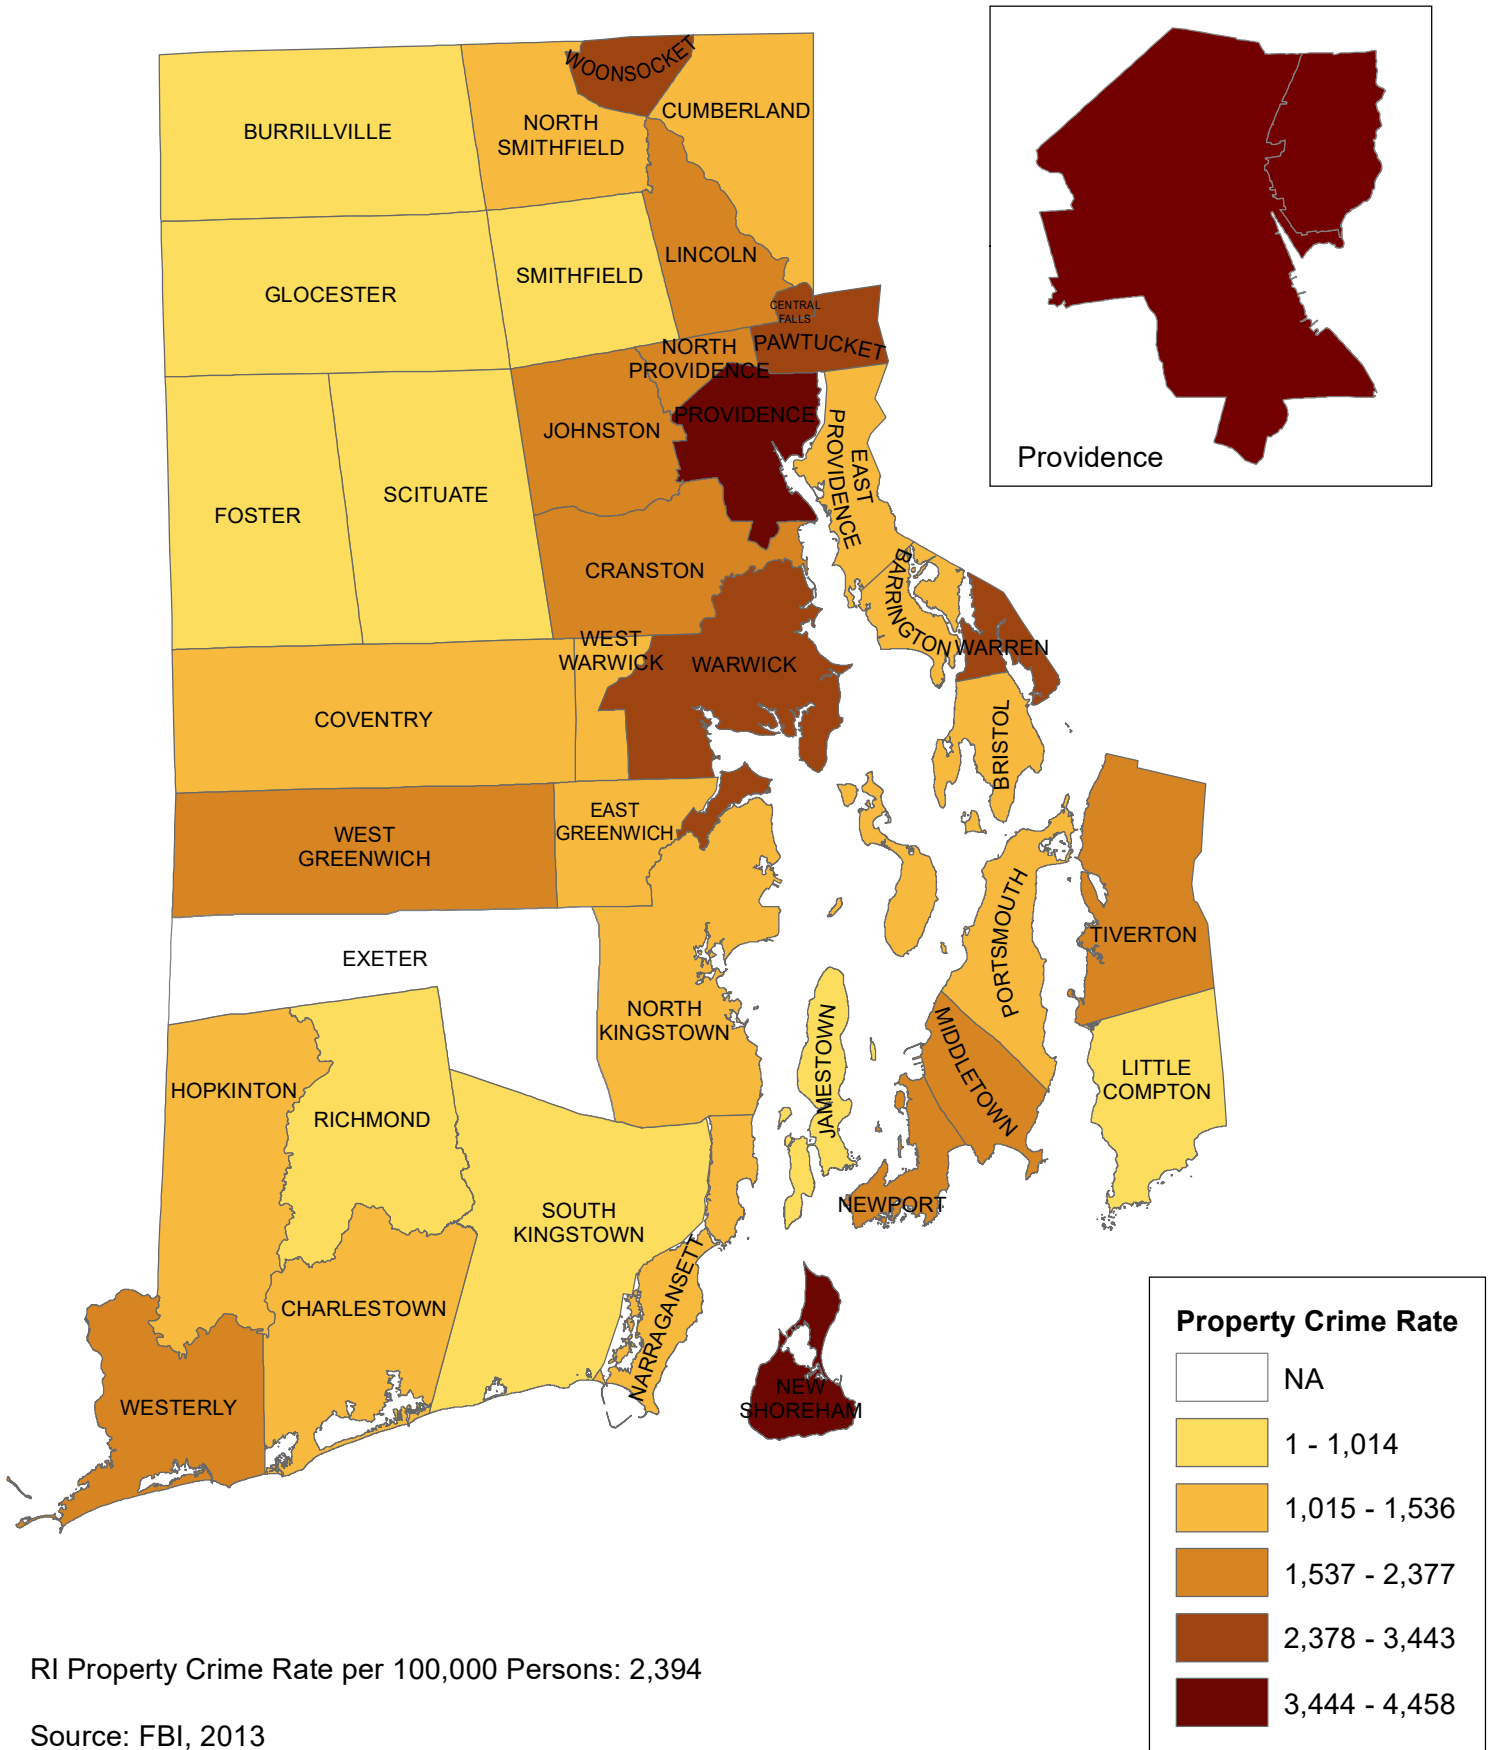 WOONSOCKET
CUMBERLAND
BURRILLVILLE
NORTH
SMITHFIELD
LINCOLN
SMITHFIELD
GLOCESTER
CENTRAL
FALLS
PAWTUCKET
NORTH
PROVIDENCE
PROVIDENCE
JOHNSTON
EAST
PROVIDENCE
SCITUATE
FOSTER
CRANSTON
BARRINGTON
WARREN
WEST
WARWICK
WARWICK
COVENTRY
BRISTOL
EAST
GREENWICH
WEST
GREENWICH
PORTSMOUTH
TIVERTON
EXETER
NORTH
KINGSTOWN
JAMESTOWN
MIDDLETOWN
LITTLE
COMPTON
HOPKINTON
RICHMOND
SOUTH
KINGSTOWN
NEWPORT
CHARLESTOWN
NARRAGANSETT
NEW
SHOREHAM
WESTERLY
Providence
Property Crime Rate
NA
1 - 1,014
1,015 - 1,536
1,537 - 2,377
2,378 - 3,443
3,444 - 4,458
RI Property Crime Rate per 100,000 Persons: 2,394
Source: FBI, 2013